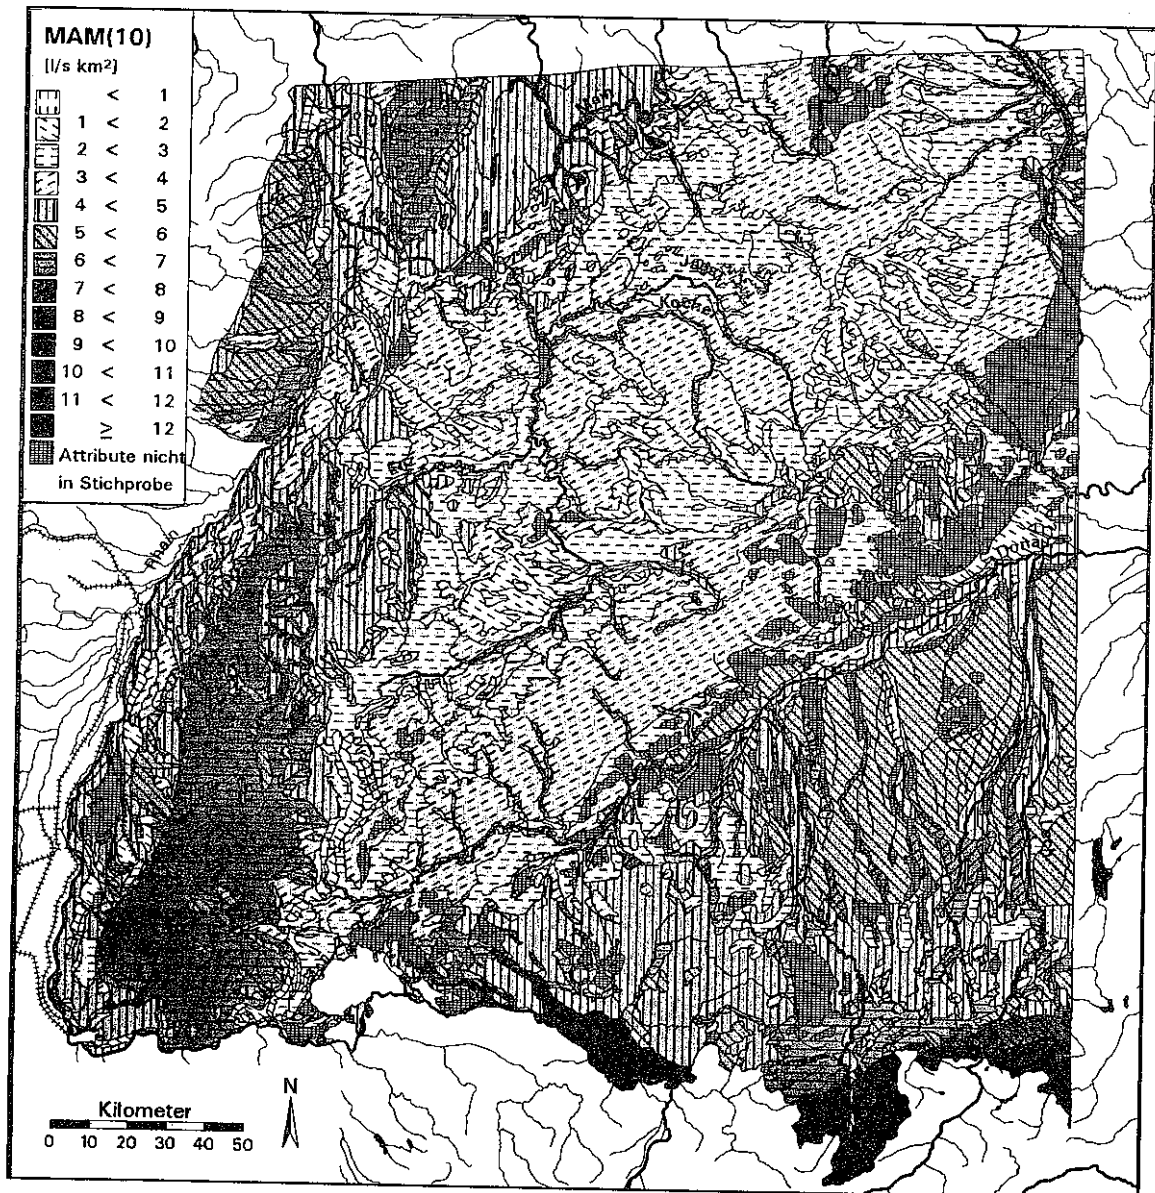 MAM(10)
[l/s km²]
< 1
1 < 2
2 < 3
3 < 4
4 < 5
5 < 6
6 < 7
7 < 8
8 < 9
9 < 10
10 < 11
11 < 12
≥ 12
Attribute nicht
in Stichprobe
Main
Jagst
Kocher
Rhein
Donau
N
Kilometer
0 10 20 30 40 50